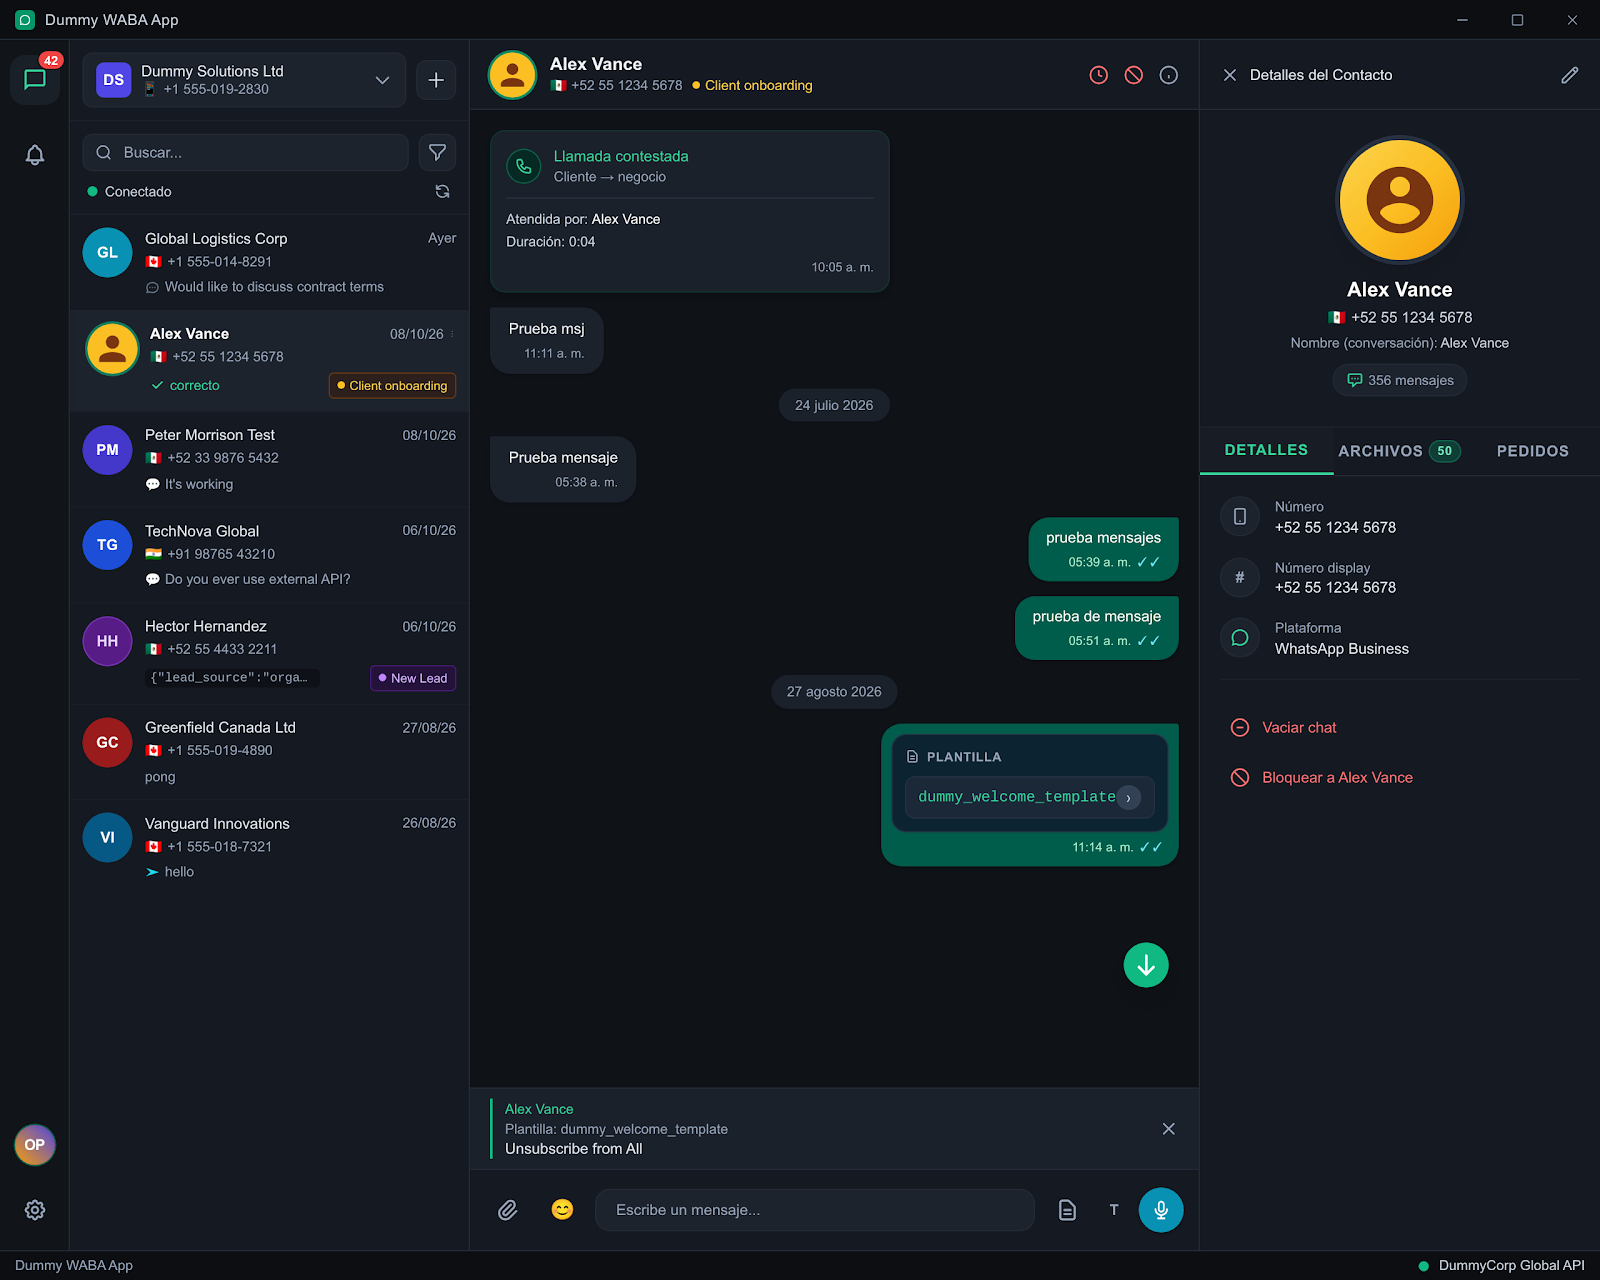 Dummy WABA App
42
DS
Dummy Solutions Ltd
+1 555-019-2830
Buscar...
Conectado
GL
Global Logistics Corp
Ayer
+1 555-014-8291
Would like to discuss contract terms
Alex Vance
08/10/26
+52 55 1234 5678
correcto
Client onboarding
PM
Peter Morrison Test
08/10/26
+52 33 9876 5432
It's working
TG
TechNova Global
06/10/26
+91 98765 43210
Do you ever use external API?
HH
Hector Hernandez
06/10/26
+52 55 4433 2211
{"lead_source":"orga…
New Lead
GC
Greenfield Canada Ltd
27/08/26
+1 555-019-4890
pong
VI
Vanguard Innovations
26/08/26
+1 555-018-7321
hello
OP
Alex Vance
+52 55 1234 5678
Client onboarding
Llamada contestada
Cliente → negocio
Atendida por: Alex Vance
Duración: 0:04
10:05 a. m.
Prueba msj
11:11 a. m.
24 julio 2026
Prueba mensaje
05:38 a. m.
prueba mensajes
05:39 a. m.
prueba de mensaje
05:51 a. m.
27 agosto 2026
PLANTILLA
dummy_welcome_template
11:14 a. m.
Alex Vance
Plantilla: dummy_welcome_template
Unsubscribe from All
Escribe un mensaje...
T
Detalles del Contacto
Alex Vance
+52 55 1234 5678
Nombre (conversación): Alex Vance
356 mensajes
DETALLES
ARCHIVOS 50
PEDIDOS
Número
+52 55 1234 5678
#
Número display
+52 55 1234 5678
Plataforma
WhatsApp Business
Vaciar chat
Bloquear a Alex Vance
Dummy WABA App
DummyCorp Global API